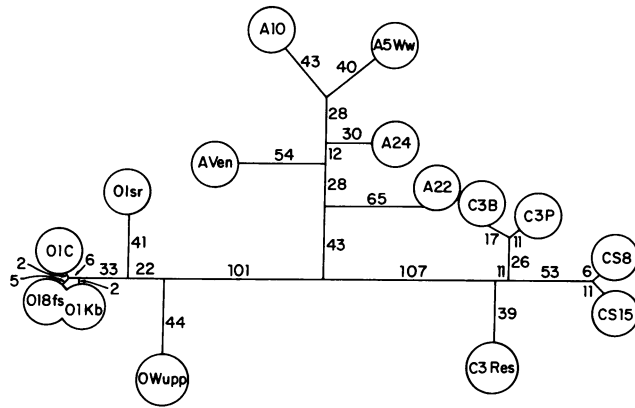 A10
A5Ww
43
40
28
30
A24
12
54
AVen
28
65
A22
C3B
C3P
OIsr
17
11
26
41
43
O1C
6
2
33
22
101
107
11
53
6
CS8
5
2
11
CS15
O18fs
O1Kb
44
39
OWupp
C3Res